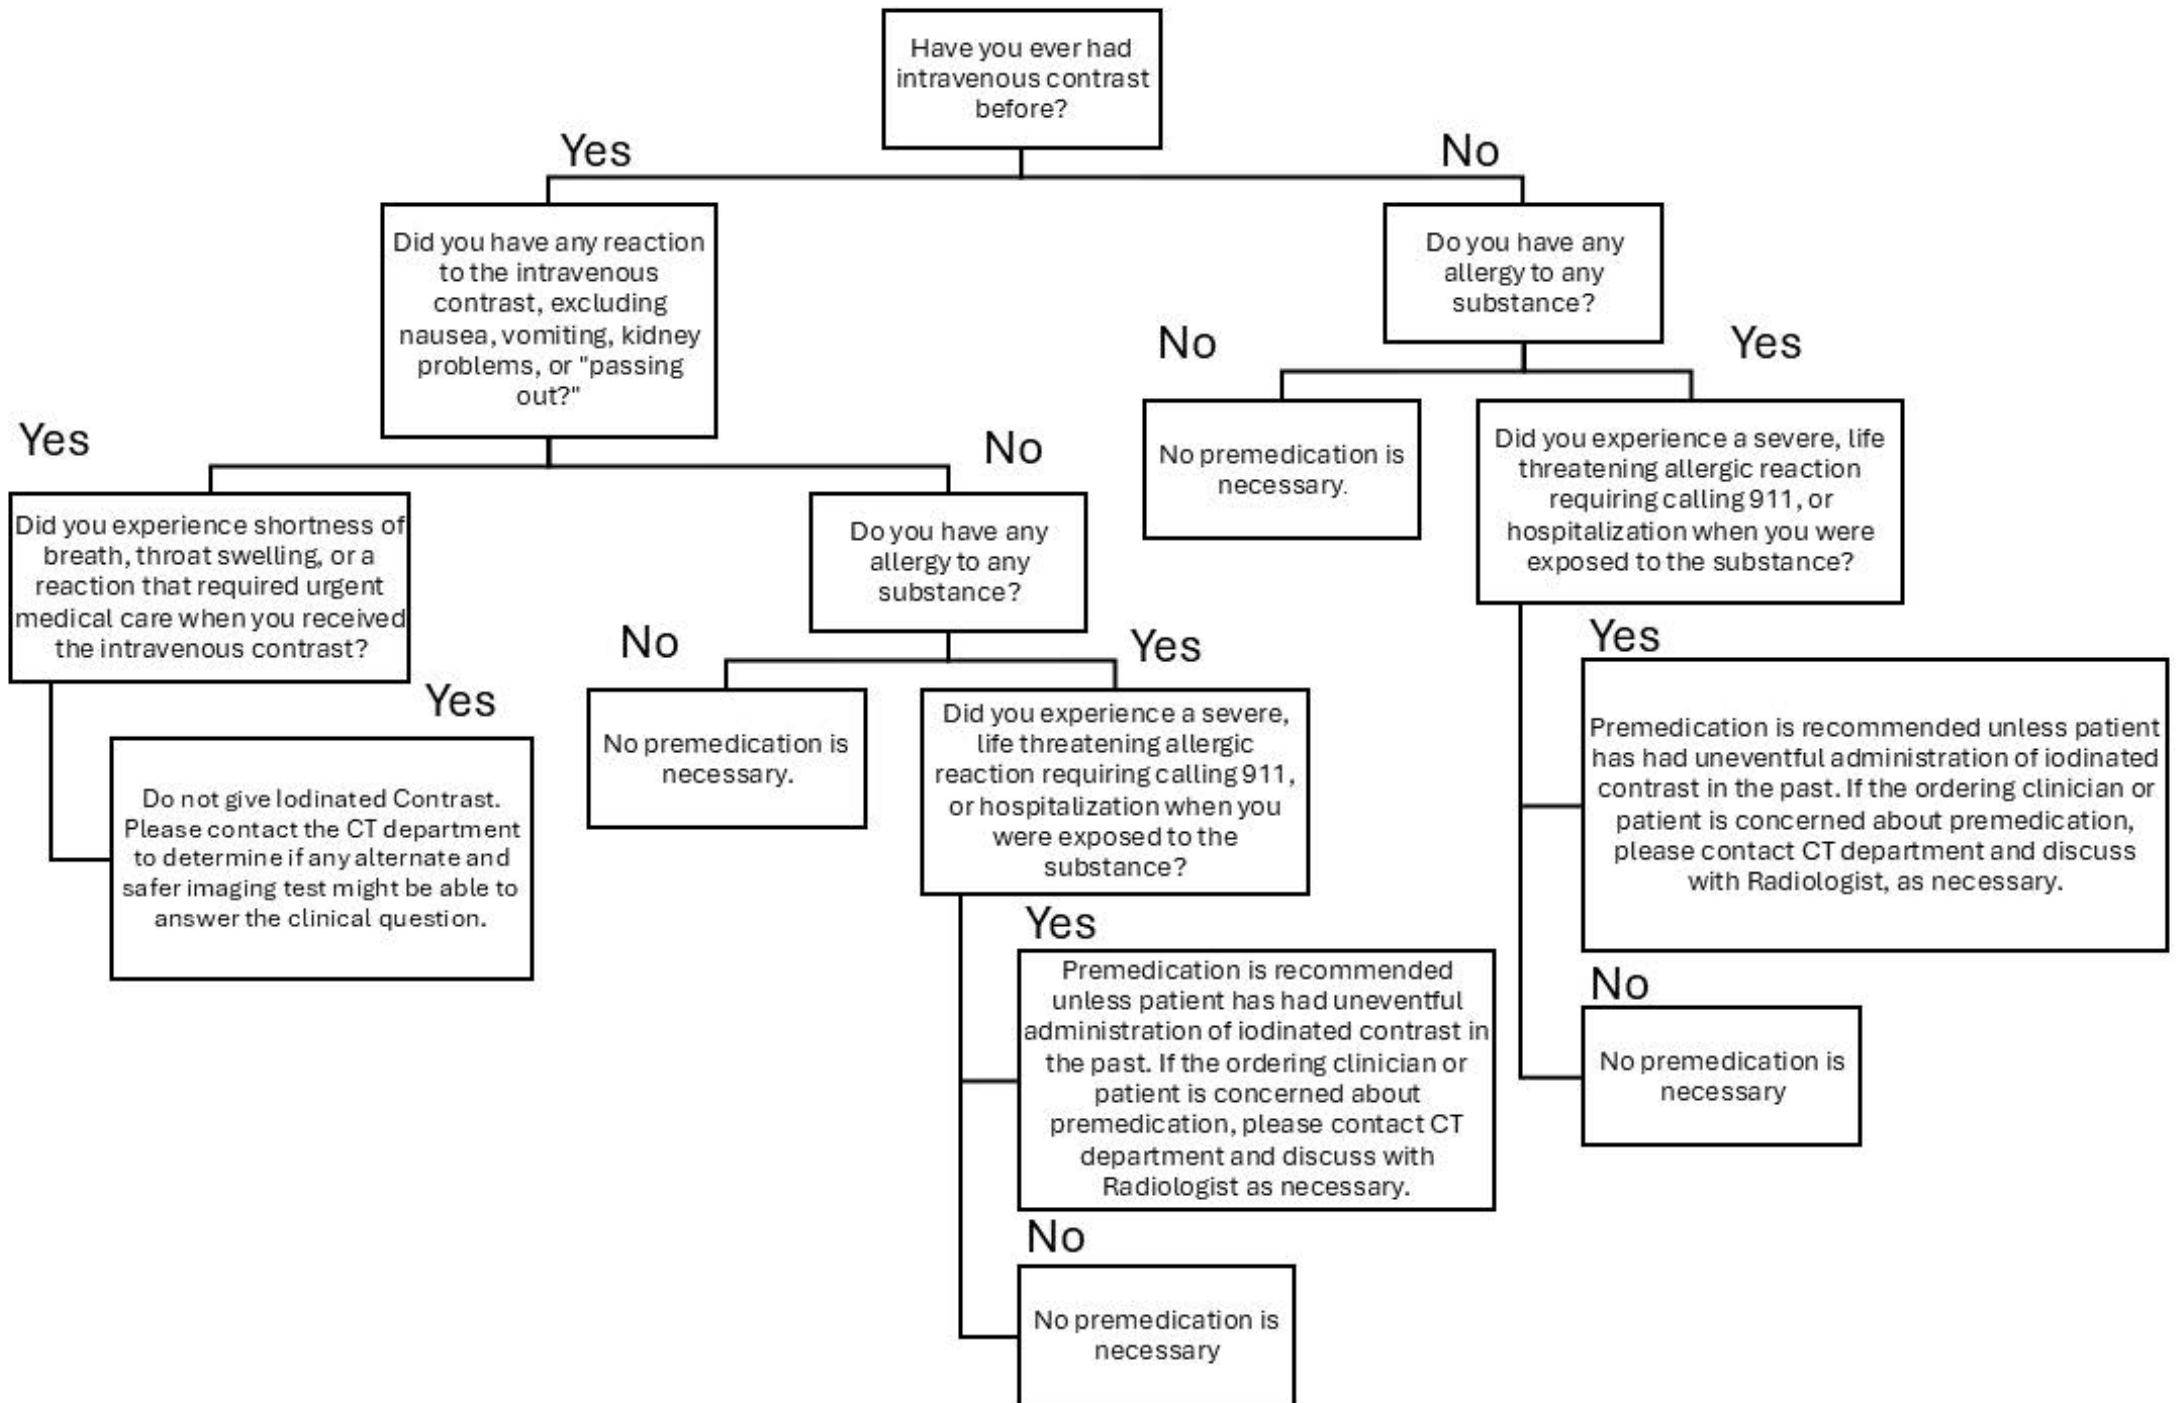 Have you ever had
intravenous contrast
before?
Yes
No
Did you have any reaction
to the intravenous
contrast, excluding
nausea, vomiting, kidney
problems, or "passing
out?"
Do you have any
allergy to any
substance?
No
Yes
No premedication is
necessary.
Did you experience a severe, life
threatening allergic reaction
requiring calling 911, or
hospitalization when you were
exposed to the substance?
Yes
No
Did you experience shortness of
breath, throat swelling, or a
reaction that required urgent
medical care when you received
the intravenous contrast?
Do you have any
allergy to any
substance?
Yes
Do not give Iodinated Contrast.
Please contact the CT department
to determine if any alternate and
safer imaging test might be able to
answer the clinical question.
No
Yes
No premedication is
necessary.
Did you experience a severe,
life threatening allergic
reaction requiring calling 911,
or hospitalization when you
were exposed to the
substance?
Yes
Premedication is recommended
unless patient has had uneventful
administration of iodinated contrast in
the past. If the ordering clinician or
patient is concerned about
premedication, please contact CT
department and discuss with
Radiologist as necessary.
No
No premedication is
necessary
Yes
Premedication is recommended unless patient
has had uneventful administration of iodinated
contrast in the past. If the ordering clinician or
patient is concerned about premedication,
please contact CT department and discuss
with Radiologist, as necessary.
No
No premedication is
necessary